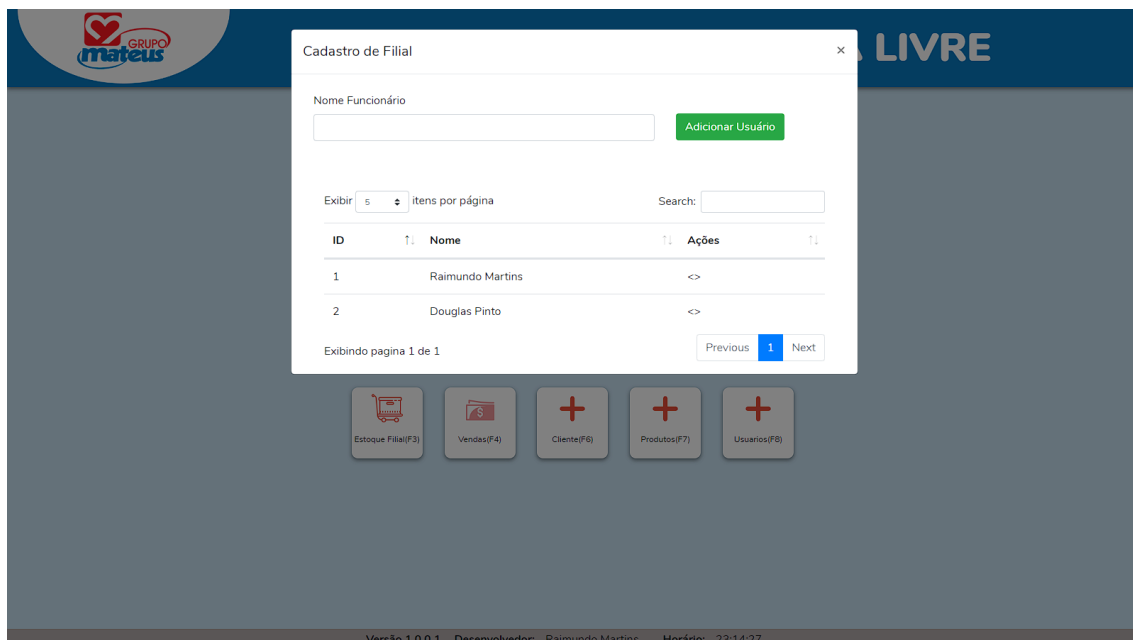 GRUPO
mateus
LIVRE
Cadastro de Filial ×
Nome Funcionário
Adicionar Usuário
Exibir 5 itens por página Search:
ID Nome Ações
1 Raimundo Martins <>
2 Douglas Pinto <>
Exibindo pagina 1 de 1 Previous 1 Next
Estoque Filial(F3) Vendas(F4) Cliente(F6) Produtos(F7) Usuarios(F8)
Versão 1.0.0.1 Desenvolvedor: Raimundo Martins Horário: 23:14:27